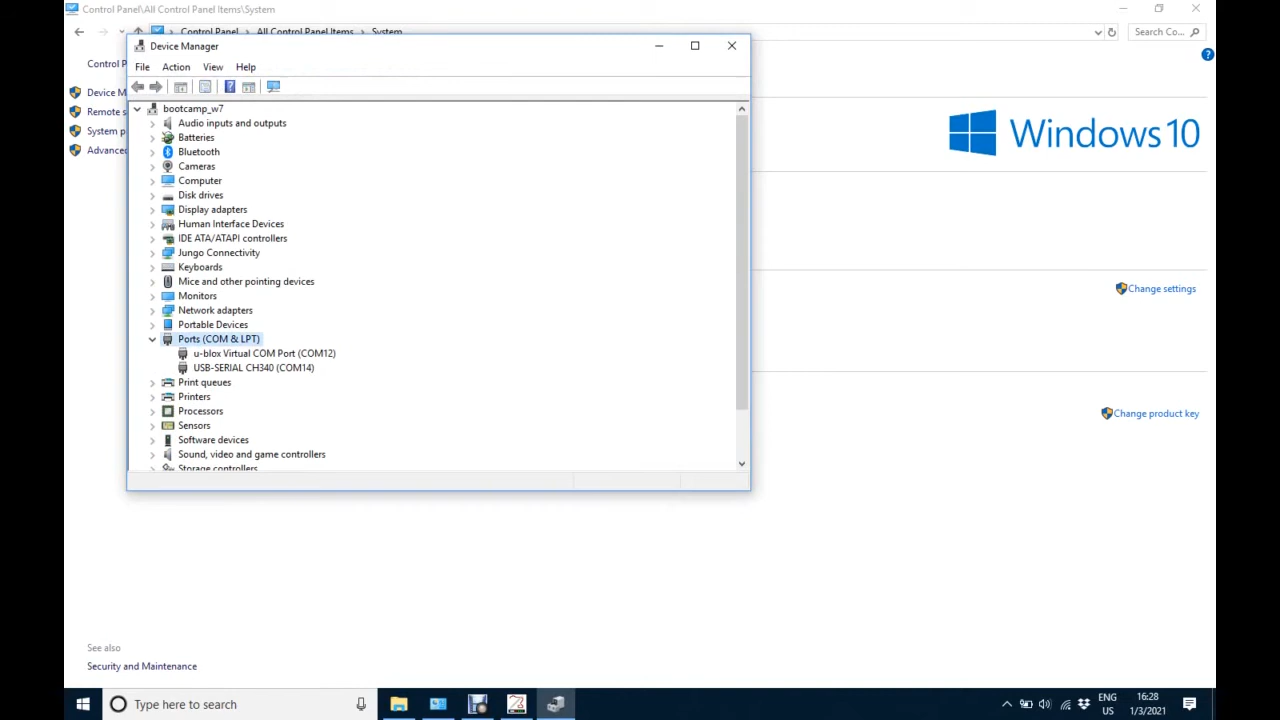 Control Panel\All Control Panel Items\System
Control Panel All Control Panel Items System
Search Co...
Device Manager
File Action View Help
Control P
Device M
Remote s
System p
Advanced
bootcamp_w7
Audio inputs and outputs
Batteries
Bluetooth
Cameras
Computer
Disk drives
Display adapters
Human Interface Devices
IDE ATA/ATAPI controllers
Jungo Connectivity
Keyboards
Mice and other pointing devices
Monitors
Network adapters
Portable Devices
Ports (COM & LPT)
u-blox Virtual COM Port (COM12)
USB-SERIAL CH340 (COM14)
Print queues
Printers
Processors
Sensors
Software devices
Sound, video and game controllers
Storage controllers
Windows 10
Change settings
Change product key
See also
Security and Maintenance
Type here to search
ENG
US
16:28
1/3/2021